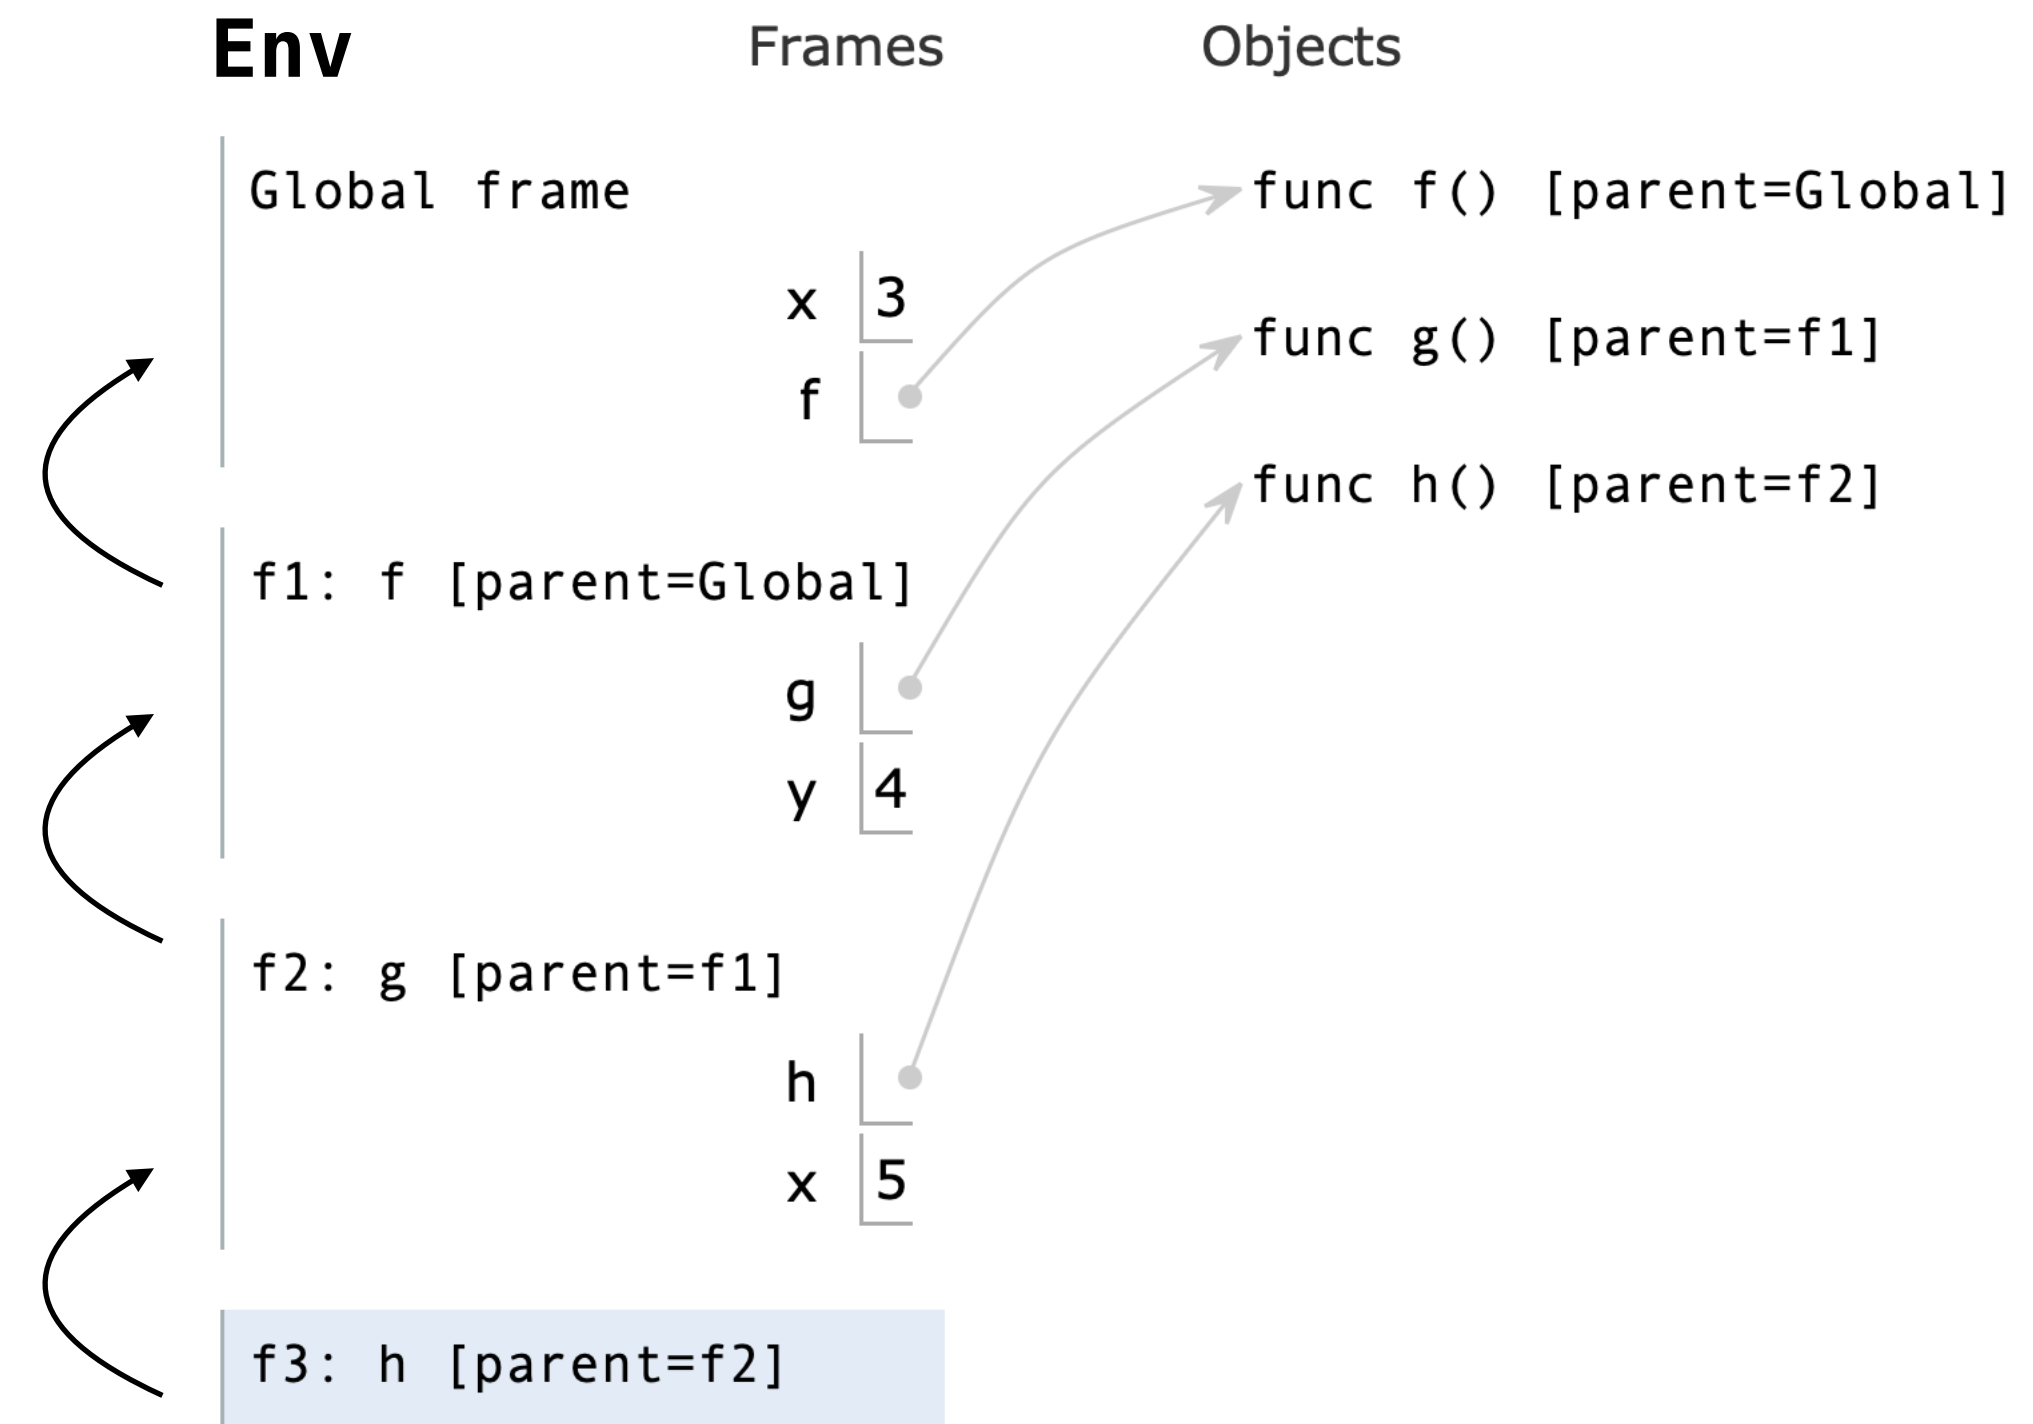 Env Frames Objects
Global frame func f() [parent=Global]
x 3
func g() [parent=f1]
f
func h() [parent=f2]
f1: f [parent=Global]
g
y 4
f2: g [parent=f1]
h
x 5
f3: h [parent=f2]